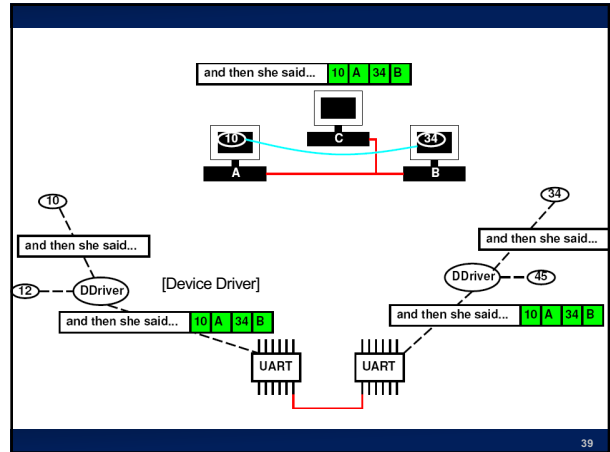 and then she said... 10 A 34 B
C
10 34
A B
10 34
and then she said... and then she said...
12 DDriver [Device Driver] DDriver 45
and then she said... 10 A 34 B and then she said... 10 A 34 B
UART UART
39